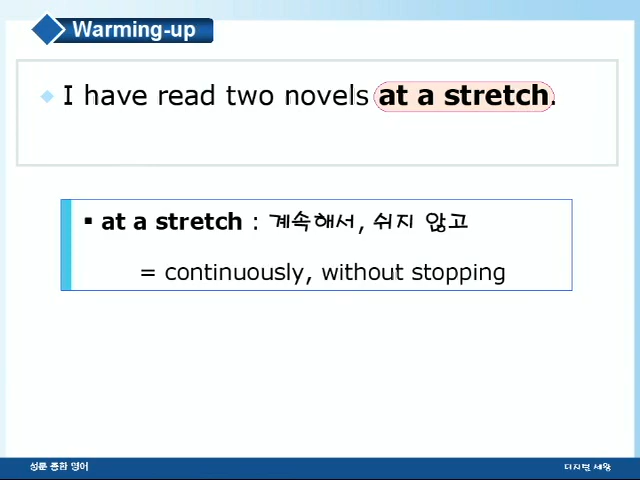 Warming-up
I have read two novels at a stretch.
▪ at a stretch : 계속해서, 쉬지 않고
= continuously, without stopping
성문 종합 영어
디지털 세왕